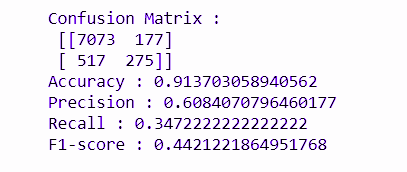 Confusion Matrix :
[[7073  177]
[ 517  275]]
Accuracy : 0.913703058940562
Precision : 0.6084070796460177
Recall : 0.3472222222222222
F1-score : 0.4421221864951768